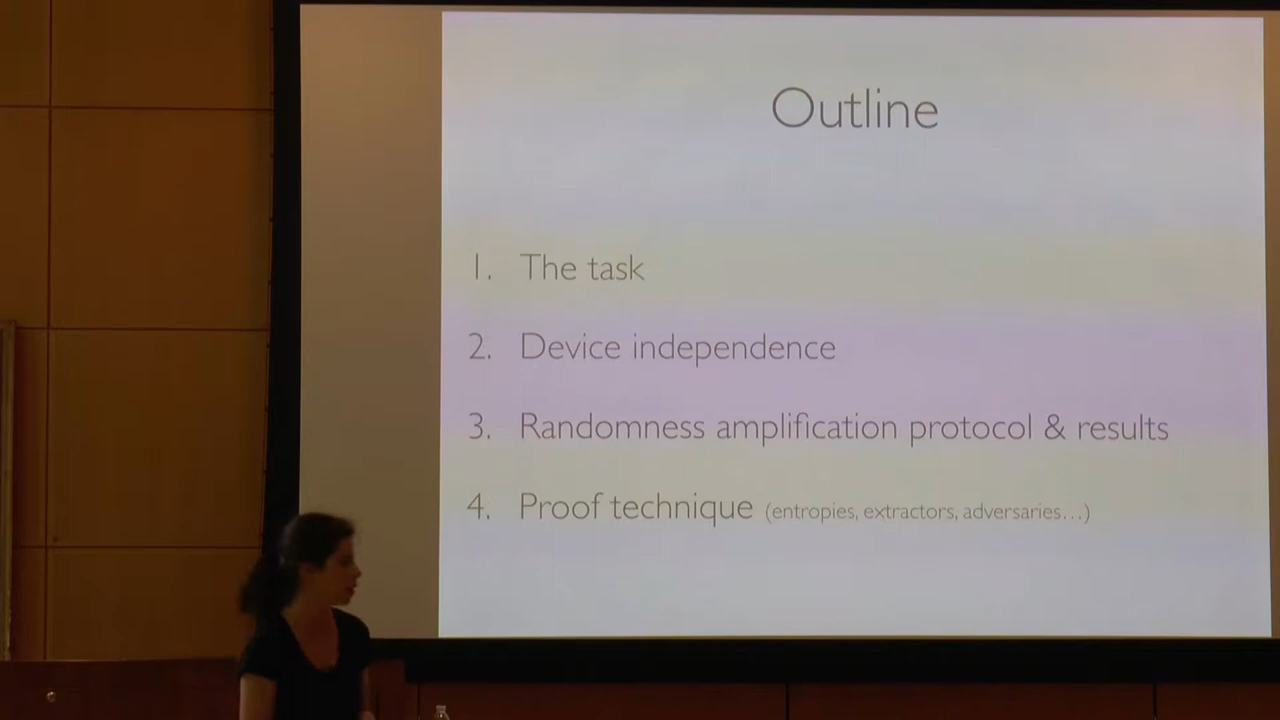 Outline
1. The task
2. Device independence
3. Randomness amplification protocol & results
4. Proof technique (entropies, extractors, adversaries...)